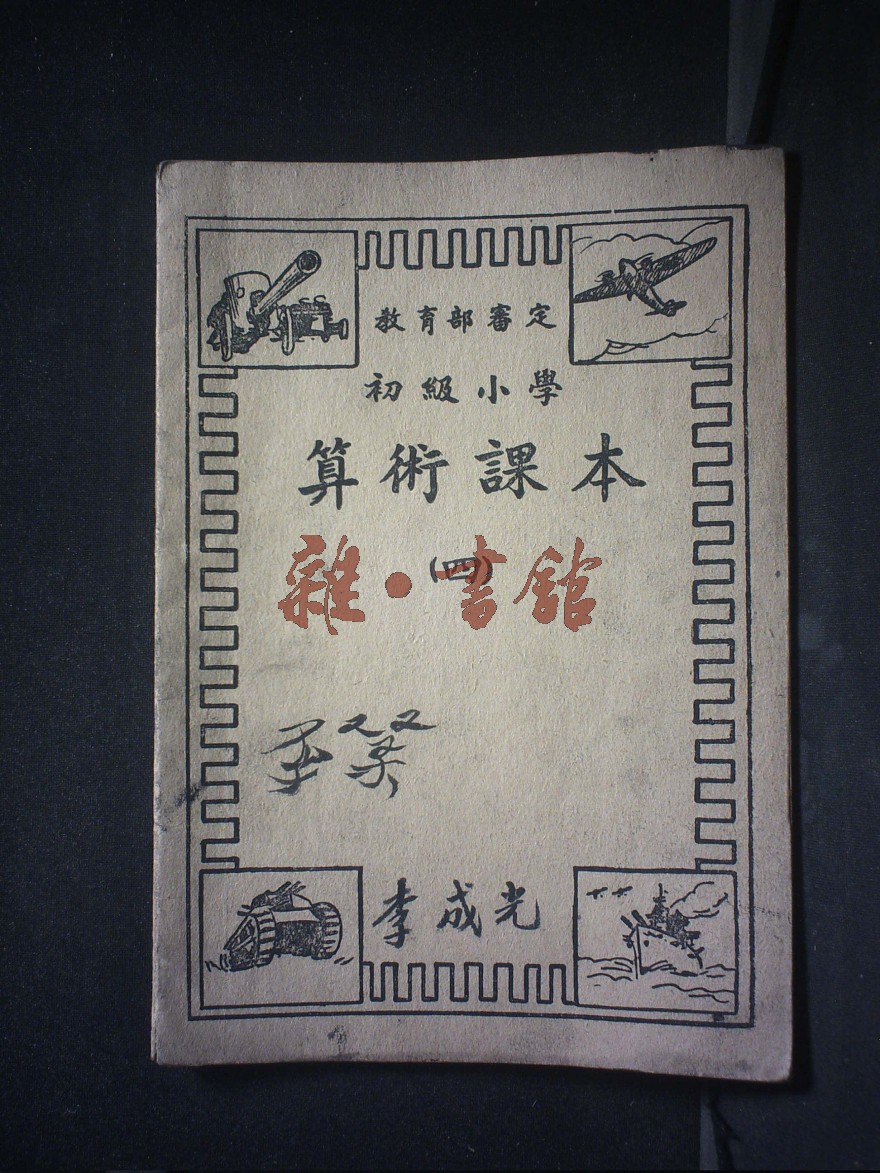 教育部審定
初級小學
算術課本
(四)
雜·書館
李成光